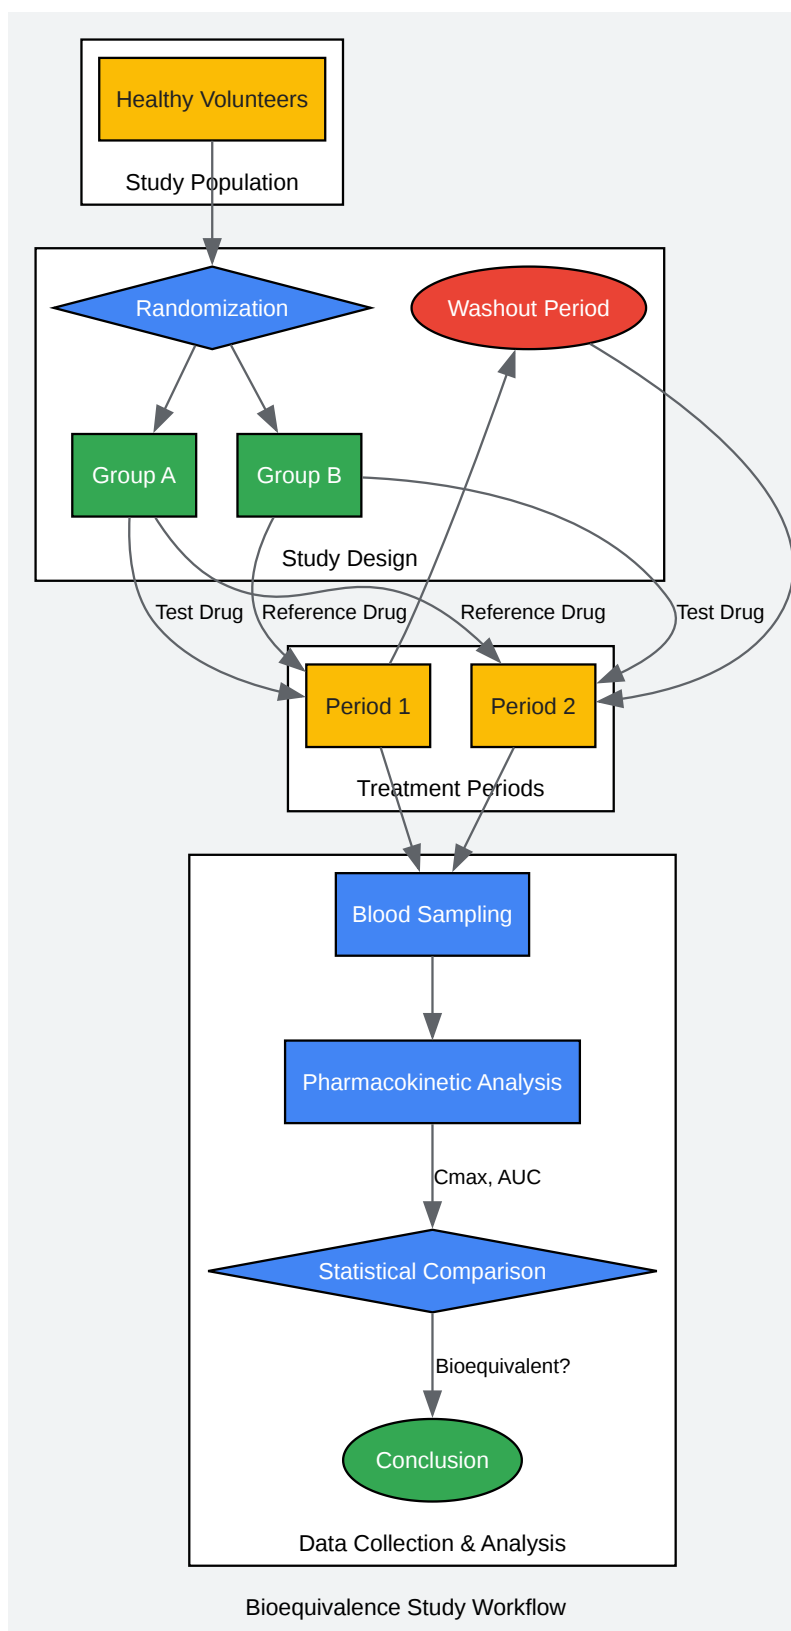 Healthy Volunteers
Study Population
Randomization
Washout Period
Group A
Group B
Study Design
Test Drug
Reference Drug
Reference Drug
Test Drug
Period 1
Period 2
Treatment Periods
Blood Sampling
Pharmacokinetic Analysis
Cmax, AUC
Statistical Comparison
Bioequivalent?
Conclusion
Data Collection & Analysis
Bioequivalence Study Workflow